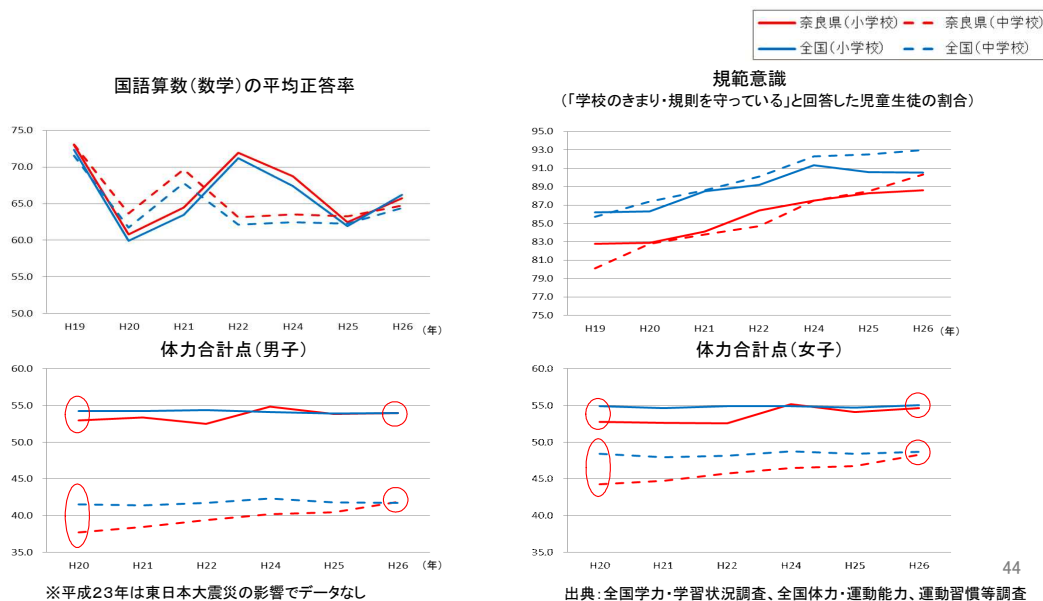 奈良県(小学校) 奈良県(中学校)
全国(小学校) 全国(中学校)
国語算数(数学)の平均正答率
75.0
70.0
65.0
60.0
55.0
50.0
H19 H20 H21 H22 H24 H25 H26 (年)
規範意識
(「学校のきまり・規則を守っている」と回答した児童生徒の割合)
95.0
93.0
91.0
89.0
87.0
85.0
83.0
81.0
79.0
77.0
75.0
H19 H20 H21 H22 H24 H25 H26 (年)
体力合計点(男子)
60.0
55.0
50.0
45.0
40.0
35.0
H20 H21 H22 H24 H25 H26 (年)
体力合計点(女子)
60.0
55.0
50.0
45.0
40.0
35.0
H20 H21 H22 H24 H25 H26
44
※平成23年は東日本大震災の影響でデータなし
出典:全国学力・学習状況調査、全国体力・運動能力、運動習慣等調査